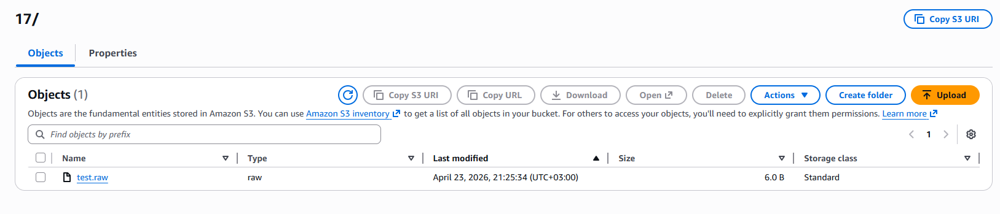 17/
Copy S3 URI
Objects
Properties
Objects (1)
Copy S3 URI
Copy URL
Download
Open
Delete
Actions
Create folder
Upload
Objects are the fundamental entities stored in Amazon S3. You can use Amazon S3 inventory to get a list of all objects in your bucket. For others to access your objects, you'll need to explicitly grant them permissions. Learn more
Find objects by prefix
1
Name Type Last modified Size Storage class
test.raw raw April 23, 2026, 21:25:34 (UTC+03:00) 6.0 B Standard